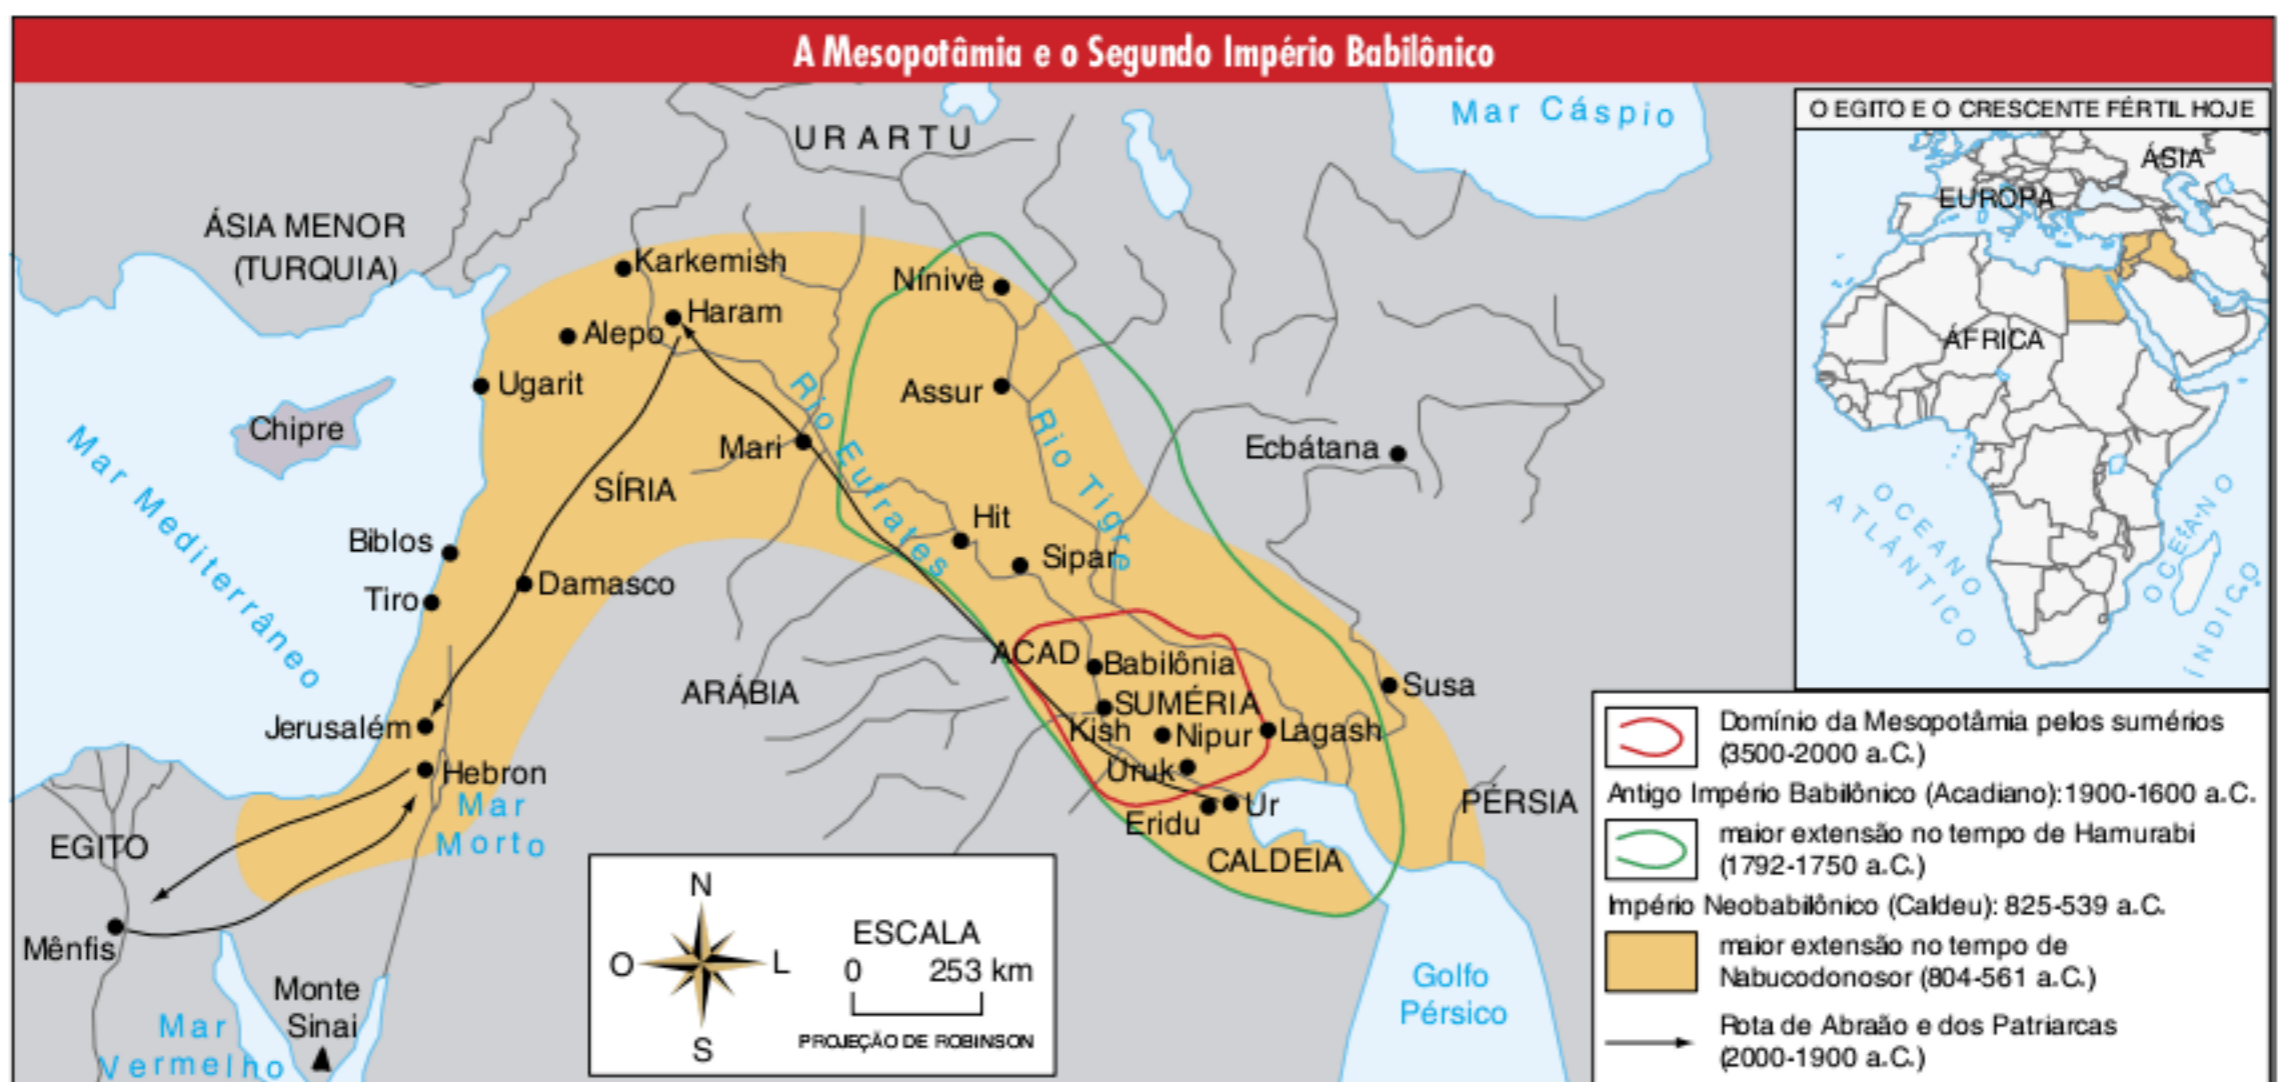 A Mesopotâmia e o Segundo Império Babilônico
O EGITO E O CRESCENTE FÉRTIL HOJE
ÁSIA
EUROPA
ÁFRICA
OCEANO
ATLÂNTICO
OCEANO
ÍNDICO
Mar Cáspio
URARTU
ÁSIA MENOR
(TURQUIA)
Karkemish
Nínive
Haram
Alepo
Ugarit
Assur
Chipre
Mar Mediterrâneo
Rio Eufrates
Rio Tigre
Mari
Ecbátana
SÍRIA
Hit
Biblos
Sipar
Damasco
Tiro
ACAD
Babilônia
ARÁBIA
Susa
SUMÉRIA
Jerusalém
Kish
Nipur
Lagash
Hebron
Uruk
Mar
Morto
Ur
PÉRSIA
Eridu
EGITO
CALDEIA
Mênfis
Monte
Sinai
Mar
Vermelho
Golfo
Pérsico
N
O
L
S
ESCALA
0 253 km
PROJEÇÃO DE ROBINSON
Domínio da Mesopotâmia pelos sumérios
(3500-2000 a.C.)
Antigo Império Babilônico (Acadiano): 1900-1600 a.C.
maior extensão no tempo de Hamurabi
(1792-1750 a.C.)
Império Neobabilônico (Caldeu): 825-539 a.C.
maior extensão no tempo de
Nabucodonosor (804-561 a.C.)
Rota de Abraão e dos Patriarcas
(2000-1900 a.C.)